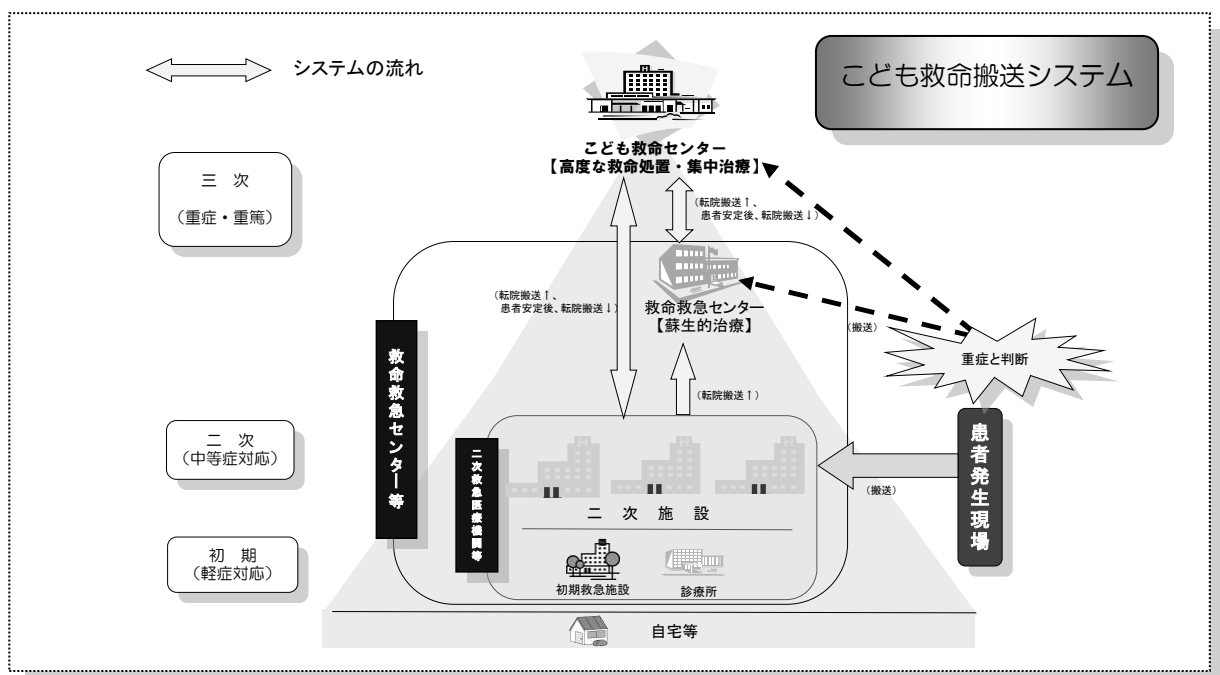 システムの流れ
こども救命搬送システム
こども救命センター
【高度な救命処置・集中治療】
三 次
（重症・重篤）
（転院搬送↑、
患者安定後、転院搬送↓）
（転院搬送↑、
患者安定後、転院搬送↓）
救命救急センター
【蘇生的治療】
（搬送）
重症と判断
救命救急センター等
（転院搬送↑）
二 次
（中等症対応）
二次救急医療機関等
患者発生現場
（搬送）
二 次 施 設
初 期
（軽症対応）
初期救急施設
診療所
自宅等